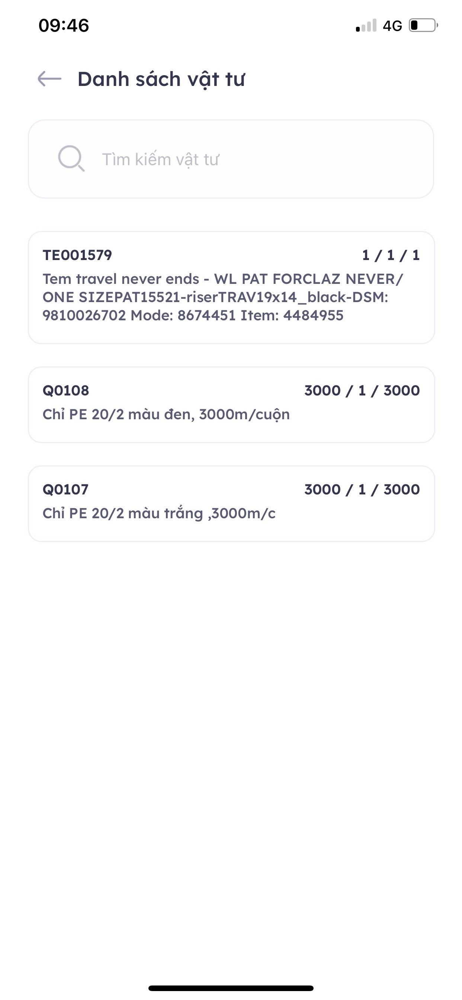 09:46
4G
Danh sách vật tư
Tìm kiếm vật tư
TE001579
1 / 1 / 1
Tem travel never ends - WL PAT FORCLAZ NEVER/
ONE SIZEPAT15521-riserTRAV19x14_black-DSM:
9810026702 Mode: 8674451 Item: 4484955
Q0108
3000 / 1 / 3000
Chỉ PE 20/2 màu đen, 3000m/cuộn
Q0107
3000 / 1 / 3000
Chỉ PE 20/2 màu trắng ,3000m/c